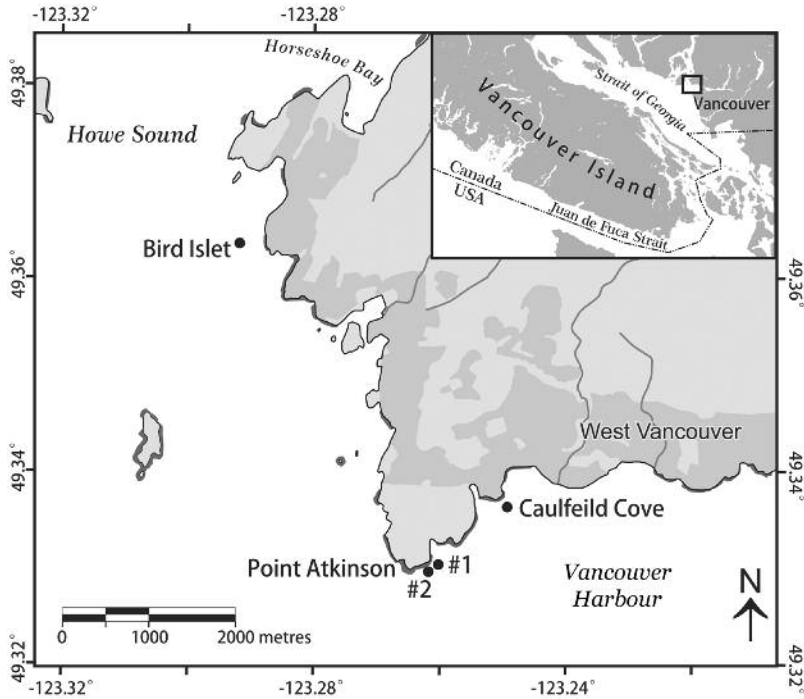 -123.32°
-123.28°
49.38°
49.36°
49.34°
49.32°
Horseshoe Bay
Howe Sound
Bird Islet
Strait of Georgia
Vancouver
Vancouver Island
Canada
USA
Juan de Fuca Strait
49.36°
West Vancouver
49.34°
Caulfeild Cove
Point Atkinson
#1
#2
Vancouver
Harbour
N
0 1000 2000 metres
49.32°
-123.32°
-123.28°
-123.24°